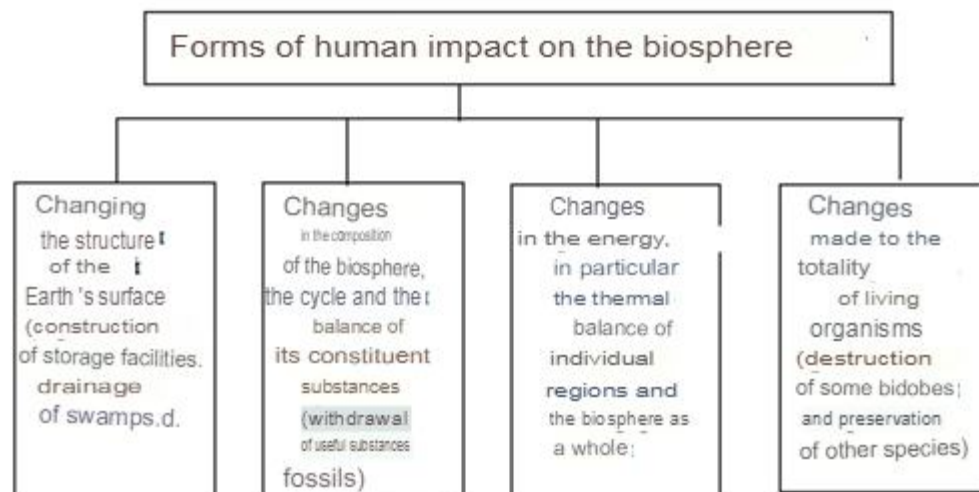 Forms of human impact on the biosphere
Changing
the structure t
of the t
Earth 's surface
(construction
of storage facilities.
drainage
of swamps.d.
Changes
in the composition
of the biosphere,
the cycle and the t
balance of
its constituent
substances
(withdrawal
of useful substances
fossils)
Changes
in the energy,
in particular
the thermal
balance of
individual
regions and
the biosphere as
a whole;
Changes
made to the
totality
of living
organisms
(destruction
of some bidobes;
and preservation
of other species)